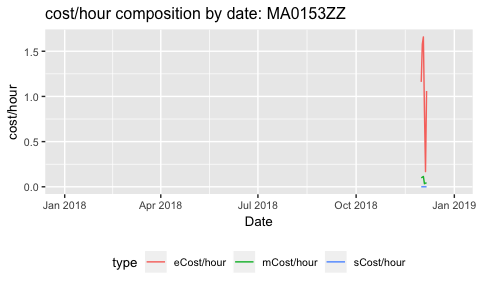 cost/hour composition by date: MA0153ZZ
cost/hour
1.5
1.0
0.5
0.0
Jan 2018 Apr 2018 Jul 2018 Oct 2018 Jan 2019
Date
type eCost/hour mCost/hour sCost/hour